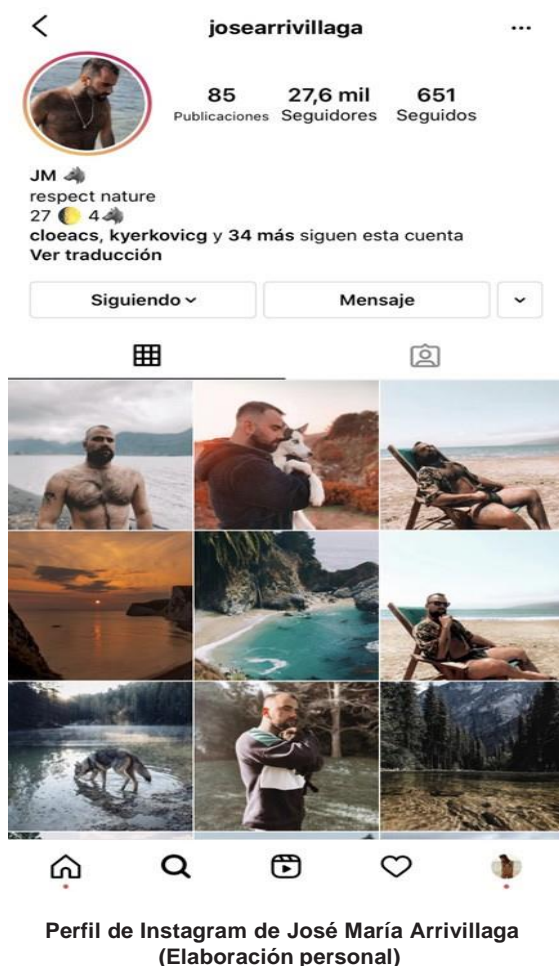 josearrivillaga
85 27,6 mil 651
Publicaciones Seguidores Seguidos
JM 🐺
respect nature
27 🌓 4🐺
cloeacs, kyerkovicg y 34 más siguen esta cuenta
Ver traducción
Siguiendo Mensaje
Perfil de Instagram de José María Arrivillaga
(Elaboración personal)